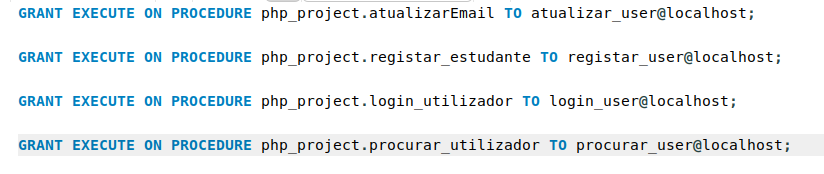 GRANT EXECUTE ON PROCEDURE php_project.atualizarEmail TO atualizar_user@localhost;
GRANT EXECUTE ON PROCEDURE php_project.registar_estudante TO registar_user@localhost;
GRANT EXECUTE ON PROCEDURE php_project.login_utilizador TO login_user@localhost;
GRANT EXECUTE ON PROCEDURE php_project.procurar_utilizador TO procurar_user@localhost;